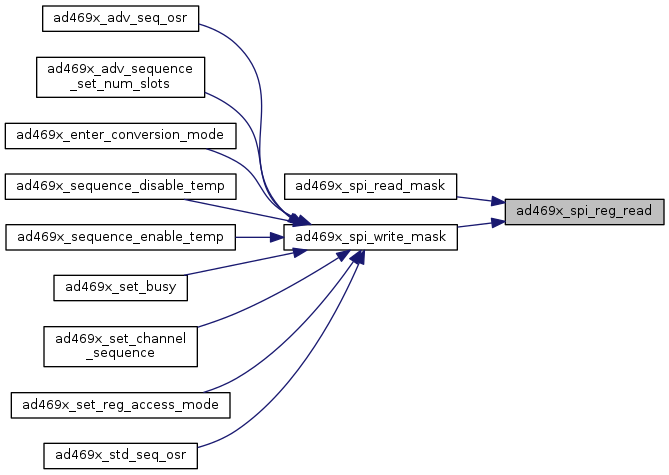 ad469x_adv_seq_osr
ad469x_adv_sequence
_set_num_slots
ad469x_enter_conversion_mode
ad469x_sequence_disable_temp
ad469x_sequence_enable_temp
ad469x_set_busy
ad469x_set_channel
_sequence
ad469x_set_reg_access_mode
ad469x_std_seq_osr
ad469x_spi_read_mask
ad469x_spi_write_mask
ad469x_spi_reg_read